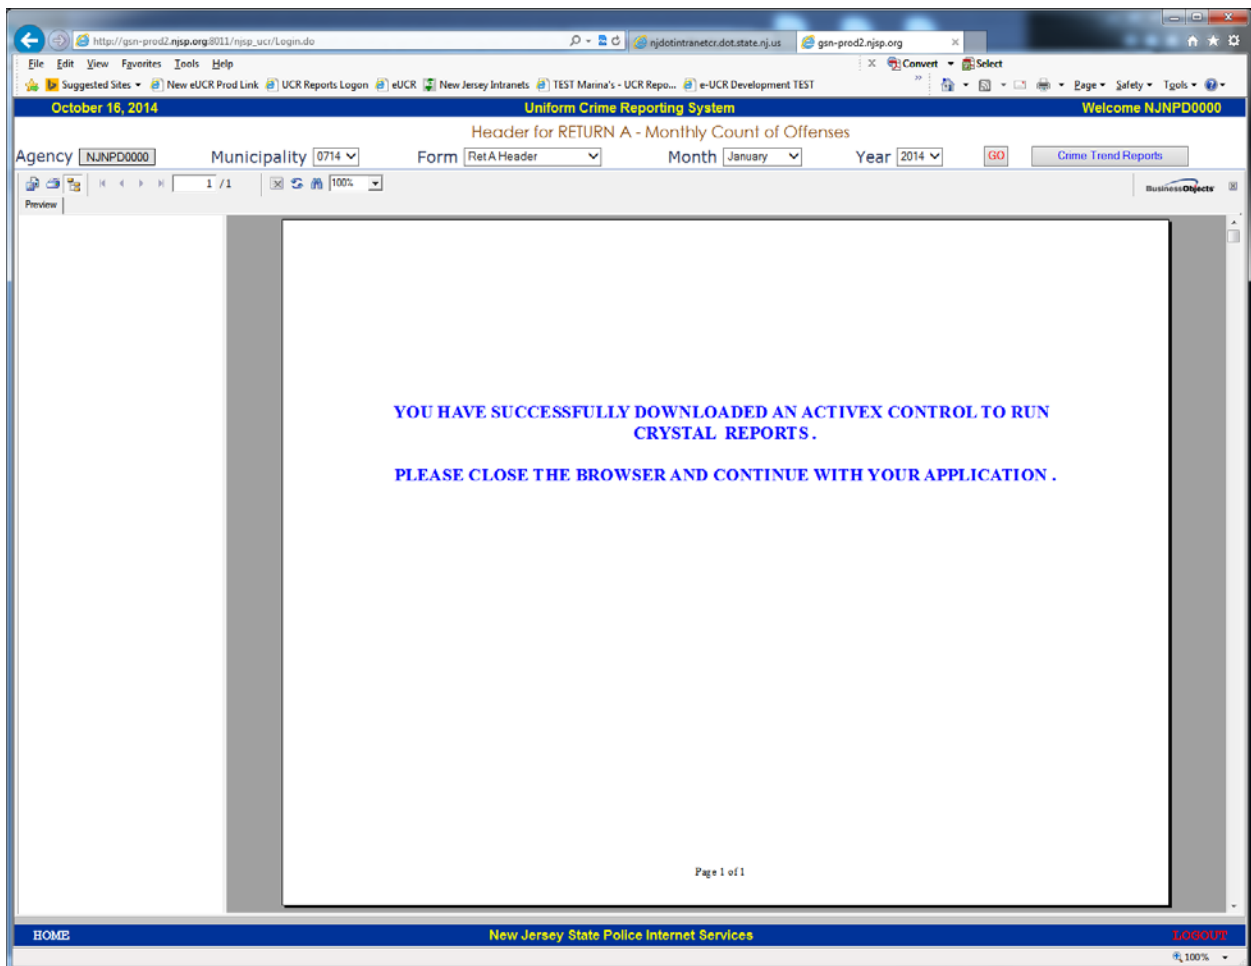 http://gsn-prod2.njsp.org:8011/njsp_ucr/Login.do
njdotintranetcr.dot.state.nj.us
gsn-prod2.njsp.org
File Edit View Favorites Tools Help
Convert
Select
Suggested Sites
New eUCR Prod Link
UCR Reports Logon
eUCR
New Jersey Intranets
TEST Marina's - UCR Repo...
e-UCR Development TEST
Page Safety Tools
October 16, 2014
Uniform Crime Reporting System
Welcome NJNPD0000
Header for RETURN A - Monthly Count of Offenses
Agency NJNPD0000 Municipality 0714 Form Ret A Header Month January Year 2014 GO Crime Trend Reports
1 /1
100%
BusinessObjects
Preview
YOU HAVE SUCCESSFULLY DOWNLOADED AN ACTIVEX CONTROL TO RUN
CRYSTAL REPORTS .
PLEASE CLOSE THE BROWSER AND CONTINUE WITH YOUR APPLICATION .
Page 1 of 1
HOME
New Jersey State Police Internet Services
LOGOUT
100%